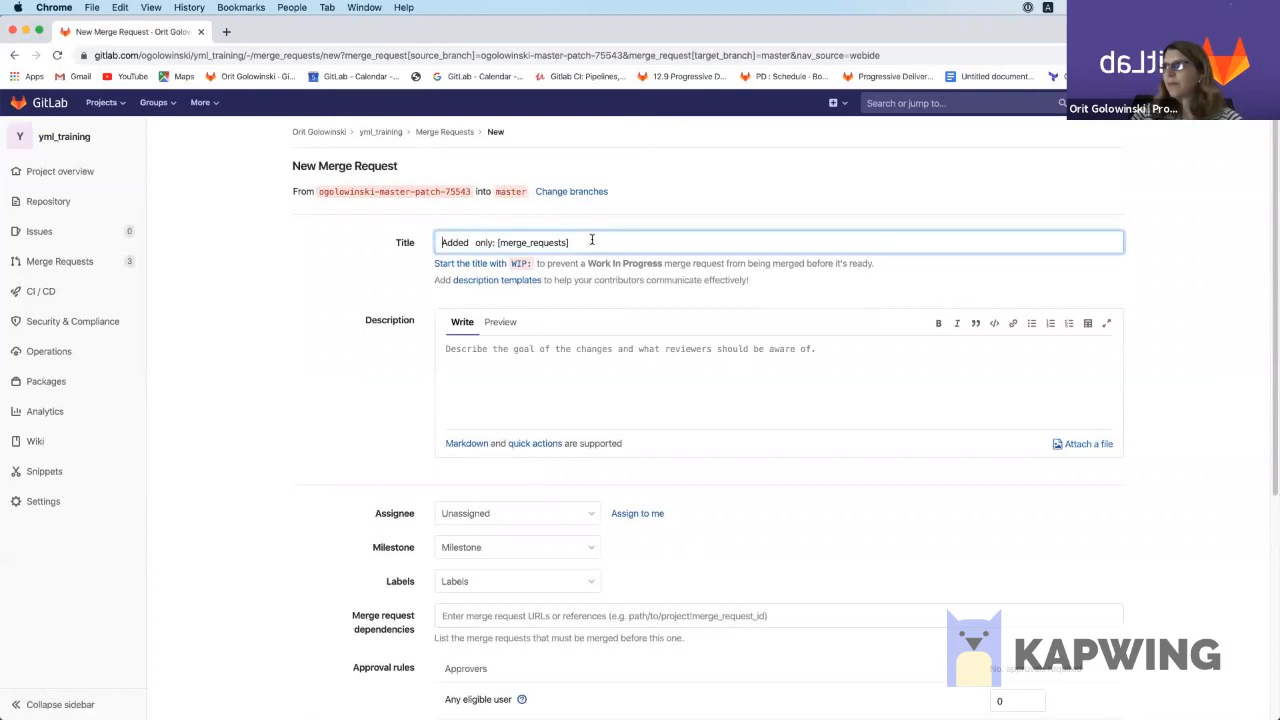 Chrome File Edit View History Bookmarks People Tab Window Help A
New Merge Request · Orit Golow
gitlab.com/ogolowinski/yml_training/-/merge_requests/new?merge_request[source_branch]=ogolowinski-master-patch-75543&merge_request[target_branch]=master&nav_source=webide
Apps Gmail YouTube Maps Orit Golowinski · Gi... GitLab - Calendar -... GitLab - Calendar -... Gitlab CI: Pipelines,... 12.9 Progressive D... PD : Schedule · Bo... Progressive Deliver... Untitled document...
GitLab
Orit Golowinski | Pro...
GitLab Projects Groups More Search or jump to...
Y yml_training
Orit Golowinski > yml_training > Merge Requests > New
New Merge Request
From ogolowinski-master-patch-75543 into master Change branches
Project overview
Repository
Issues 0
Merge Requests 3
CI / CD
Security & Compliance
Operations
Packages
Analytics
Wiki
Snippets
Settings
Collapse sidebar
Title Added only: [merge_requests]
Start the title with WIP: to prevent a Work In Progress merge request from being merged before it's ready.
Add description templates to help your contributors communicate effectively!
Description Write Preview
Describe the goal of the changes and what reviewers should be aware of.
Markdown and quick actions are supported Attach a file
Assignee Unassigned Assign to me
Milestone Milestone
Labels Labels
Merge request dependencies Enter merge request URLs or references (e.g. path/to/project!merge_request_id)
List the merge requests that must be merged before this one.
Approval rules Approvers
Any eligible user 0
KAPWING